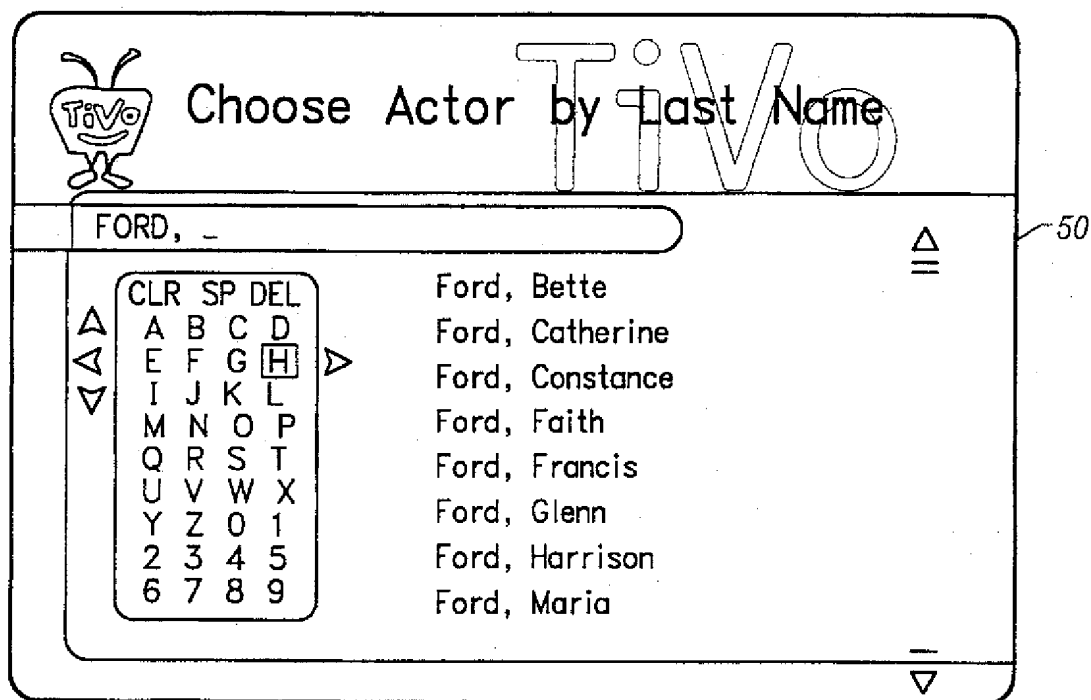 TiVo
TiVo
Choose Actor by Last Name
FORD, _
50
CLR SP DEL
A B C D
E F G H
I J K L
M N O P
Q R S T
U V W X
Y Z 0 1
2 3 4 5
6 7 8 9
Ford, Bette
Ford, Catherine
Ford, Constance
Ford, Faith
Ford, Francis
Ford, Glenn
Ford, Harrison
Ford, Maria